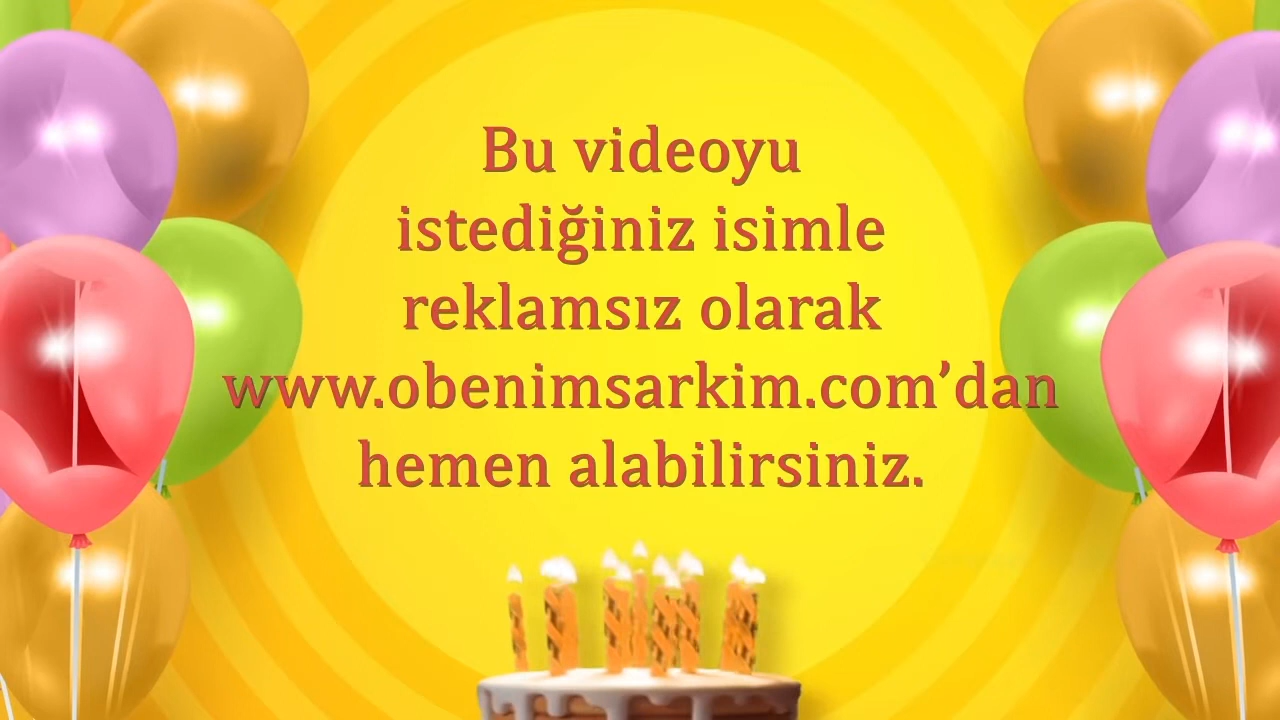 Bu videoyu
istediğiniz isimle
reklamsız olarak
www.obenimsarkim.com’dan
hemen alabilirsiniz.